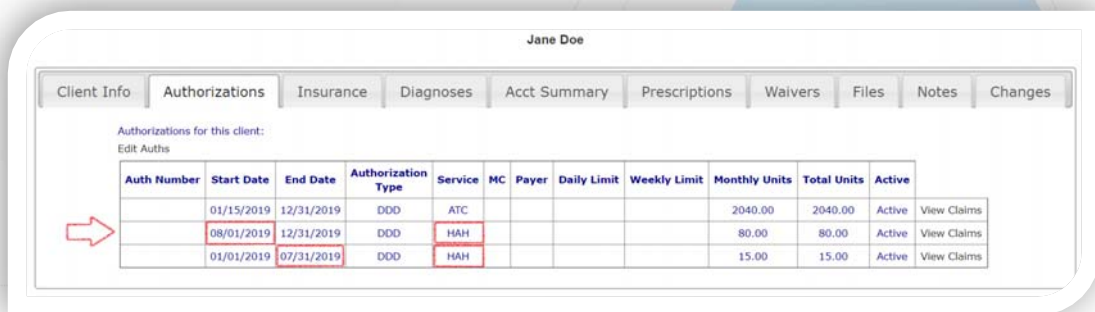 Jane Doe
Client Info Authorizations Insurance Diagnoses Acct Summary Prescriptions Waivers Files Notes Changes
Authorizations for this client:
Edit Auths
Auth Number Start Date End Date Authorization Type Service MC Payer Daily Limit Weekly Limit Monthly Units Total Units Active
01/15/2019 12/31/2019 DDD ATC 2040.00 2040.00 Active View Claims
08/01/2019 12/31/2019 DDD HAH 80.00 80.00 Active View Claims
01/01/2019 07/31/2019 DDD HAH 15.00 15.00 Active View Claims